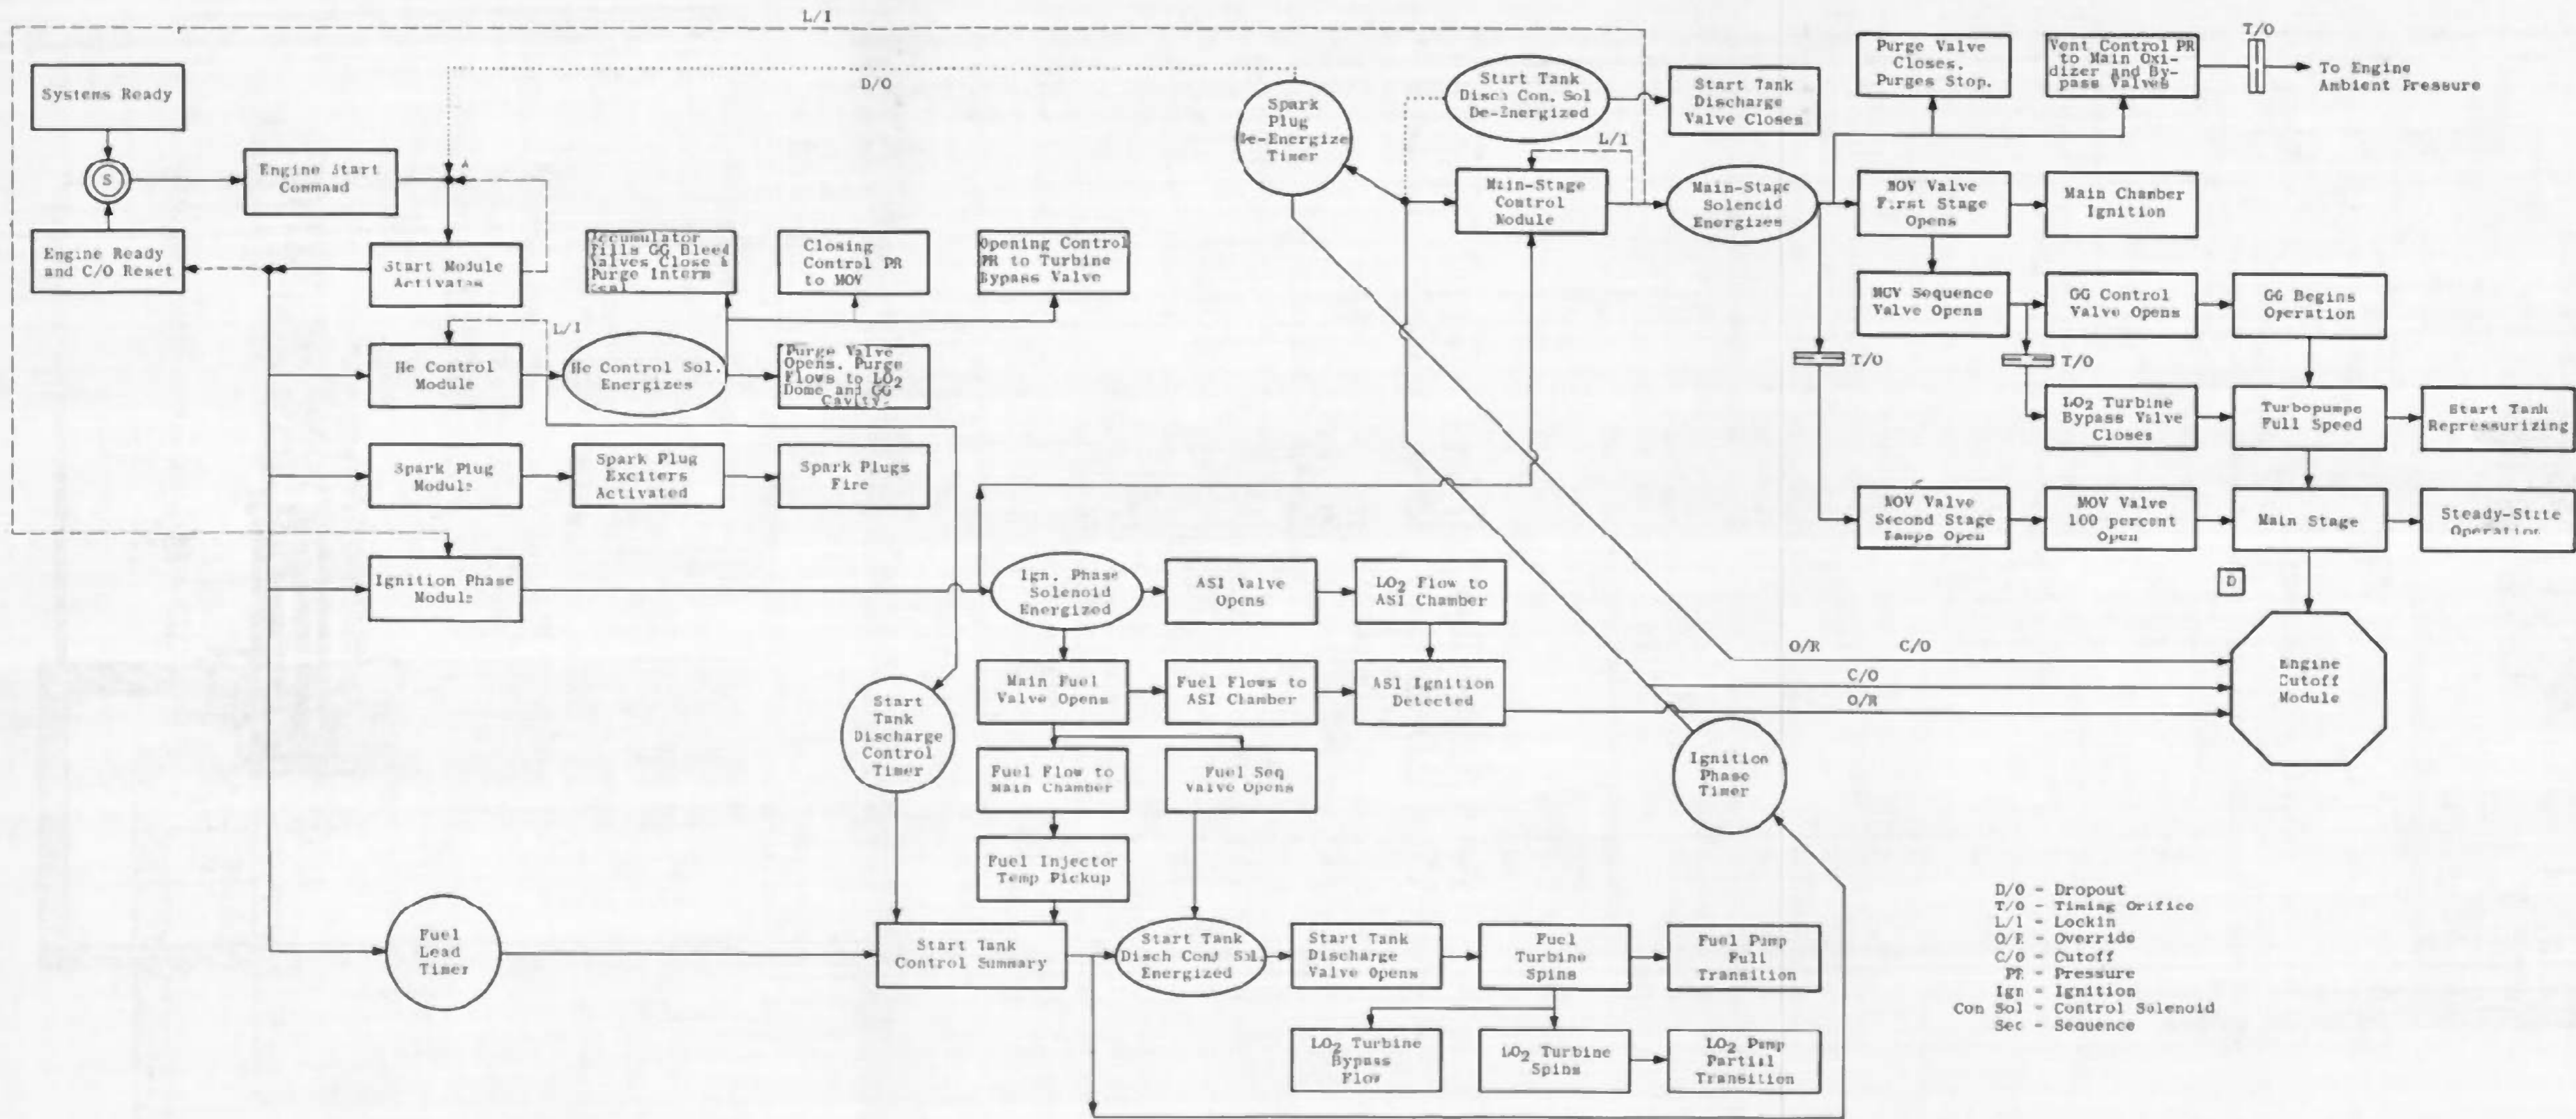 L/I
T/O
Systems Ready
D/O
Spark
Plug
De-Energize
Timer
Start Tank
Disch Con. Sol
De-Energized
Start Tank
Discharge
Valve Closes
Purge Valve
Closes.
Purges Stop.
Vent Control PR
to Main Oxi-
dizer and By-
pass Valves
To Engine
Ambient Pressure
S
Engine Start
Command
A
L/I
Main-Stage
Control
Module
Main-Stage
Solenoid
Energizes
MOV Valve
First Stage
Opens
Main Chamber
Ignition
Engine Ready
and C/O Reset
Start Module
Activates
Accumulator
Fills GG Bleed
Valves Close &
Purge Interm
Seal
Closing
Control PR
to MOV
Opening Control
PR to Turbine
Bypass Valve
MCV Sequence
Valve Opens
GG Control
Valve Opens
GG Begins
Operation
L/I
He Control
Module
He Control Sol.
Energizes
Purge Valve
Opens. Purge
Flows to LO2
Dome and GG
Cavity.
T/O
T/O
LO2 Turbine
Bypass Valve
Closes
Turbopumps
Full Speed
Start Tank
Repressurizing
Spark Plug
Module
Spark Plug
Exciters
Activated
Spark Plugs
Fire
MOV Valve
Second Stage
Ramps Open
MOV Valve
100 percent
Open
Main Stage
Steady-State
Operation
Ignition Phase
Module
Ign. Phase
Solenoid
Energized
ASI Valve
Opens
LO2 Flow to
ASI Chamber
D
O/R
C/O
C/O
O/R
Engine
Cutoff
Module
Start
Tank
Discharge
Control
Timer
Main Fuel
Valve Opens
Fuel Flows to
ASI Chamber
ASI Ignition
Detected
Fuel Flow to
Main Chamber
Fuel Seq
Valve Opens
Ignition
Phase
Timer
Fuel Injector
Temp Pickup
Fuel
Lead
Timer
Start Tank
Control Summary
Start Tank
Disch Cont Sol.
Energized
Start Tank
Discharge
Valve Opens
Fuel
Turbine
Spins
Fuel Pump
Full
Transition
LO2 Turbine
Bypass
Flow
LO2 Turbine
Spins
LO2 Pump
Partial
Transition
D/O - Dropout
T/O - Timing Orifice
L/I - Lockin
O/R - Override
C/O - Cutoff
PR - Pressure
Ign - Ignition
Con Sol - Control Solenoid
Sec - Sequence